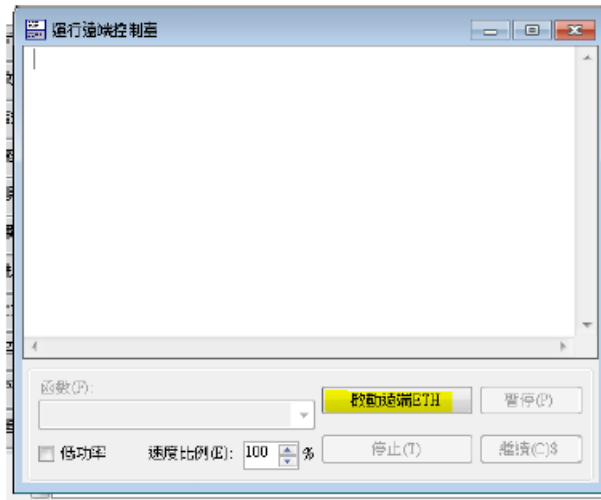 運行遠端控制臺
函數(F):
啟動遠端ETH
暫停(P)
低功率
速度比例(E): 100 %
停止(T)
繼續(C)$